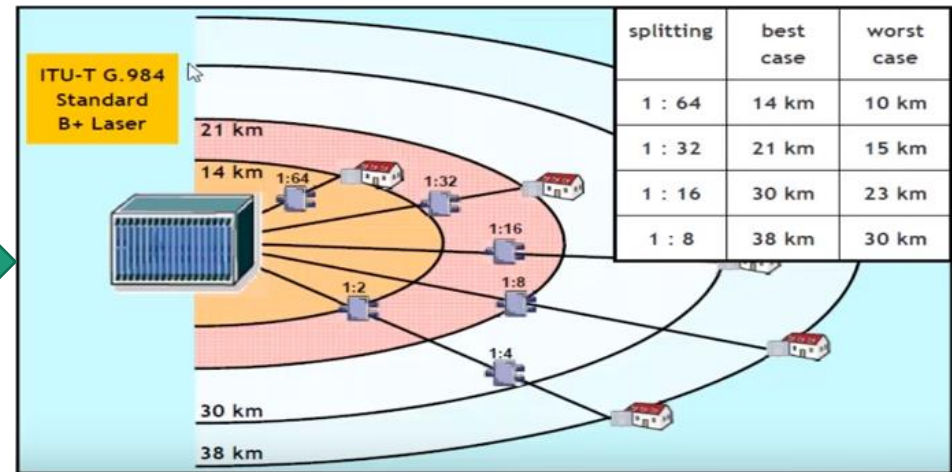 ITU-T G.984
Standard
B+ Laser
21 km
14 km
1:64
1:32
1:16
1:8
1:2
1:4
30 km
38 km
splitting best case worst case
1 : 64 14 km 10 km
1 : 32 21 km 15 km
1 : 16 30 km 23 km
1 : 8 38 km 30 km